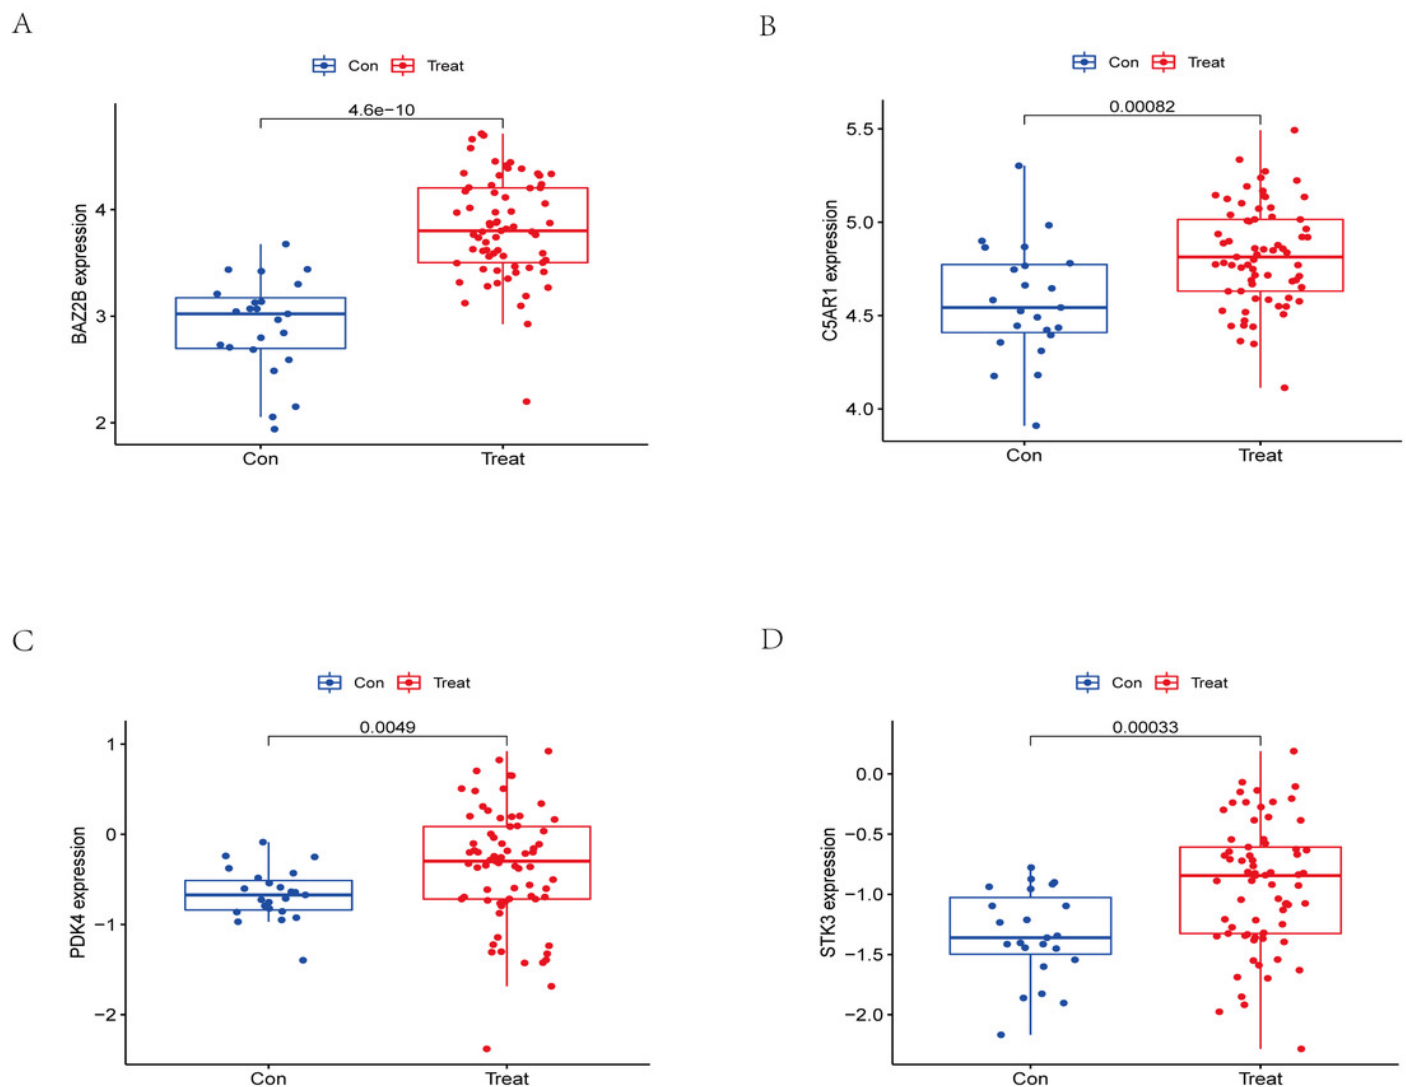 A
Con Treat
4.6e−10
BAZ2B expression
4
3
2
Con Treat
B
Con Treat
0.00082
C5AR1 expression
5.5
5.0
4.5
4.0
Con Treat
C
Con Treat
0.0049
PDK4 expression
1
0
−1
−2
Con Treat
D
Con Treat
0.00033
STK3 expression
0.0
−0.5
−1.0
−1.5
−2.0
Con Treat